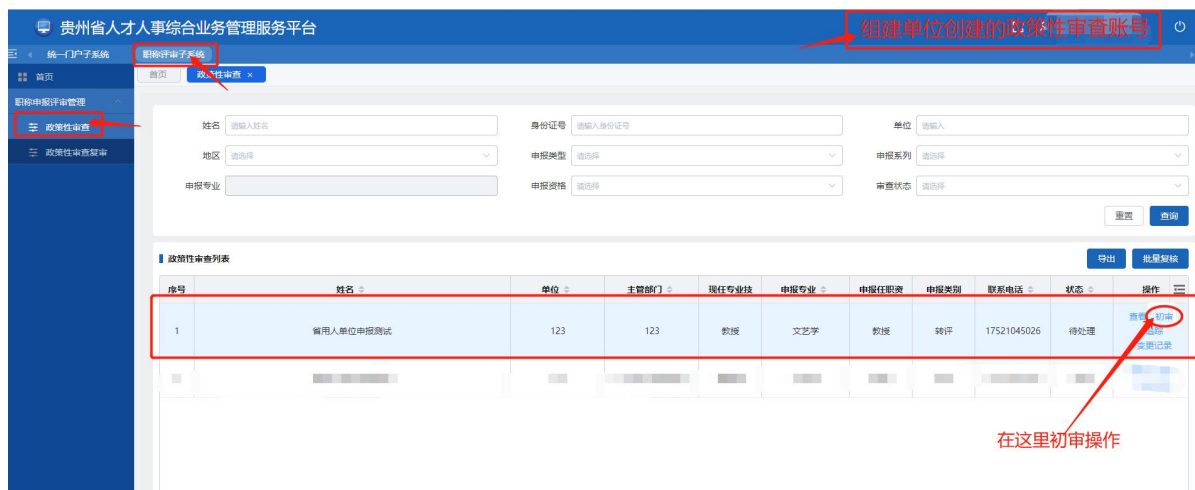 贵州省人才人事综合业务管理服务平台
组建单位创建的政策性审查账号
统一门户子系统 职称评审子系统
首页 首页 政策性审查 ×
职称申报评审管理
政策性审查
政策性审查复审
姓名 请输入姓名 身份证号 请输入身份证号 单位 请输入
地区 请选择 申报类型 请选择 申报系列 请选择
申报专业 申报资格 请选择 审查状态 请选择
重置 查询
政策性审查列表 导出 批量复核
序号 姓名 单位 主管部门 现任专业技 申报专业 申报任职资 申报类别 联系电话 状态 操作
1 省用人单位申报测试 123 123 教授 文艺学 教授 转评 17521045026 待处理 查看 初审
追踪
变更记录
在这里初审操作